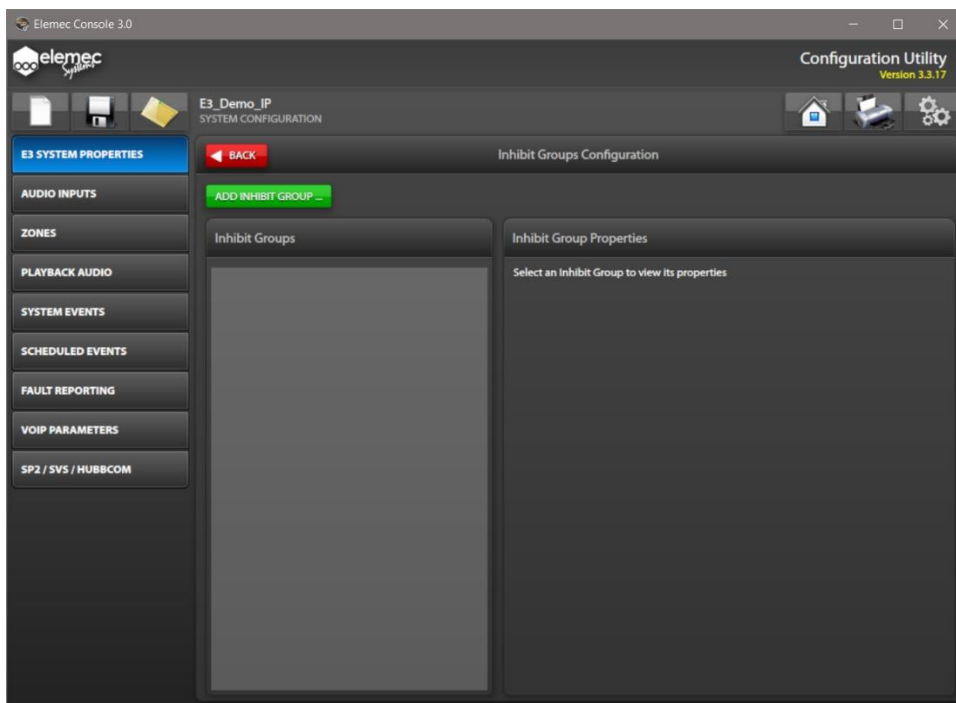 Elemec Console 3.0
elemec
Systems
Configuration Utility
Version 3.3.17
E3_Demo_IP
SYSTEM CONFIGURATION
E3 SYSTEM PROPERTIES
BACK
Inhibit Groups Configuration
AUDIO INPUTS
ADD INHIBIT GROUP ...
ZONES
Inhibit Groups
Inhibit Group Properties
PLAYBACK AUDIO
Select an Inhibit Group to view its properties
SYSTEM EVENTS
SCHEDULED EVENTS
FAULT REPORTING
VOIP PARAMETERS
SP2 / SVS / HUBBCOM